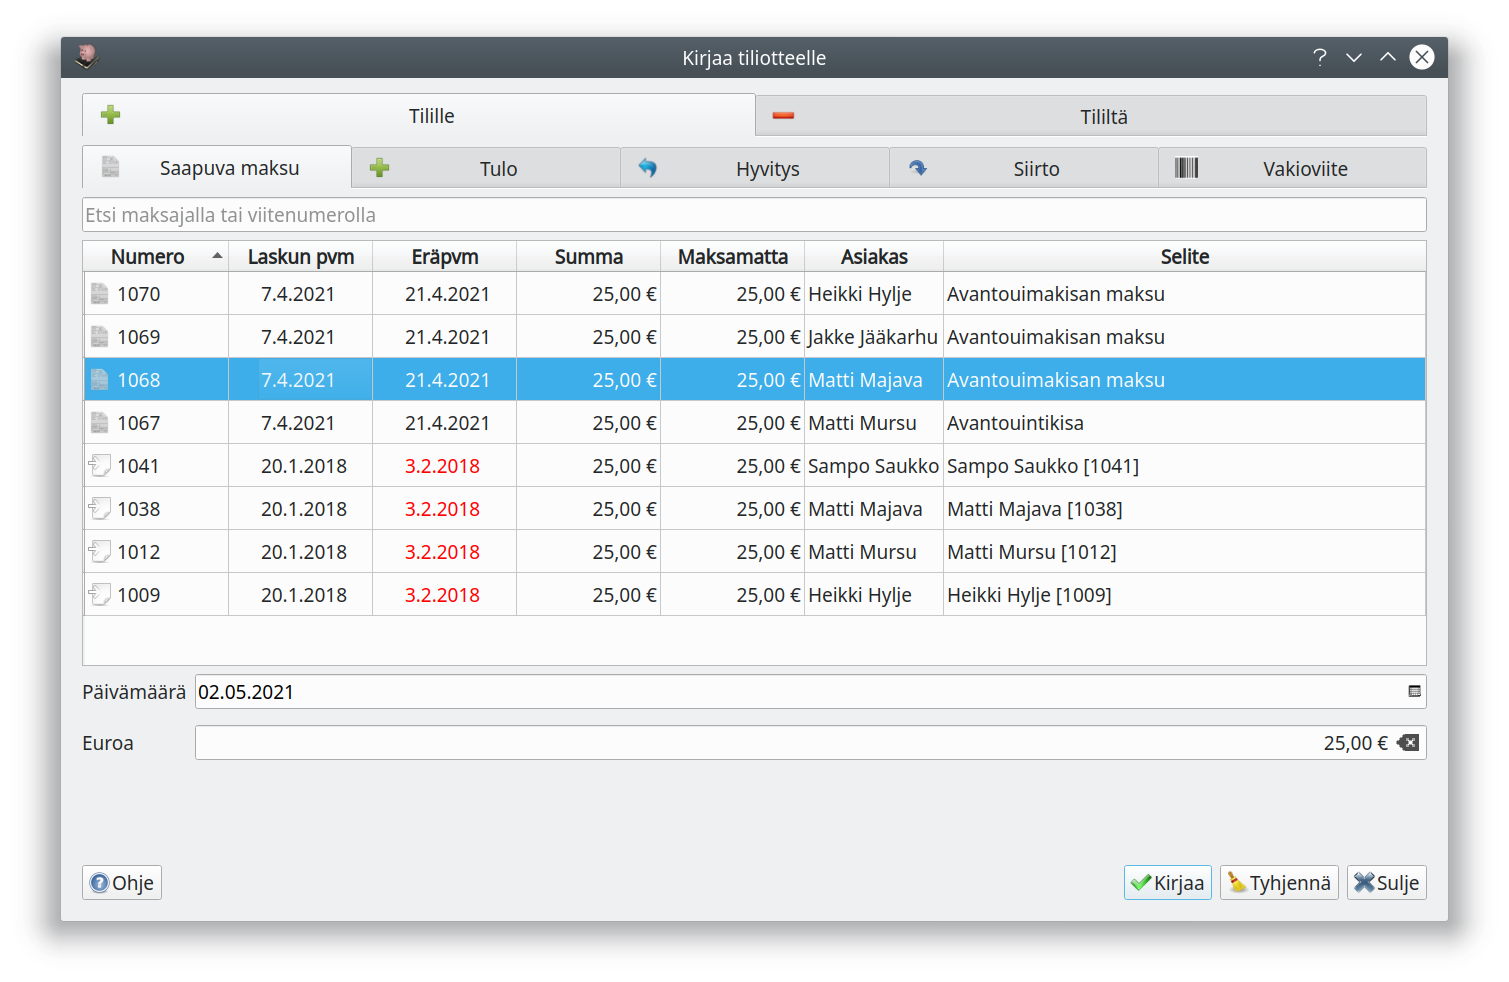 Kirjaa tiliotteelle
Tilille Tililtä
Saapuva maksu Tulo Hyvitys Siirto Vakioviite
Etsi maksajalla tai viitenumerolla
Numero Laskun pvm Eräpvm Summa Maksamatta Asiakas Selite
1070 7.4.2021 21.4.2021 25,00 € 25,00 € Heikki Hylje Avantouimakisan maksu
1069 7.4.2021 21.4.2021 25,00 € 25,00 € Jakke Jääkarhu Avantouimakisan maksu
1068 7.4.2021 21.4.2021 25,00 € 25,00 € Matti Majava Avantouimakisan maksu
1067 7.4.2021 21.4.2021 25,00 € 25,00 € Matti Mursu Avantouintikisa
1041 20.1.2018 3.2.2018 25,00 € 25,00 € Sampo Saukko Sampo Saukko [1041]
1038 20.1.2018 3.2.2018 25,00 € 25,00 € Matti Majava Matti Majava [1038]
1012 20.1.2018 3.2.2018 25,00 € 25,00 € Matti Mursu Matti Mursu [1012]
1009 20.1.2018 3.2.2018 25,00 € 25,00 € Heikki Hylje Heikki Hylje [1009]
Päivämäärä 02.05.2021
Euroa 25,00 €
Ohje Kirjaa Tyhjennä Sulje